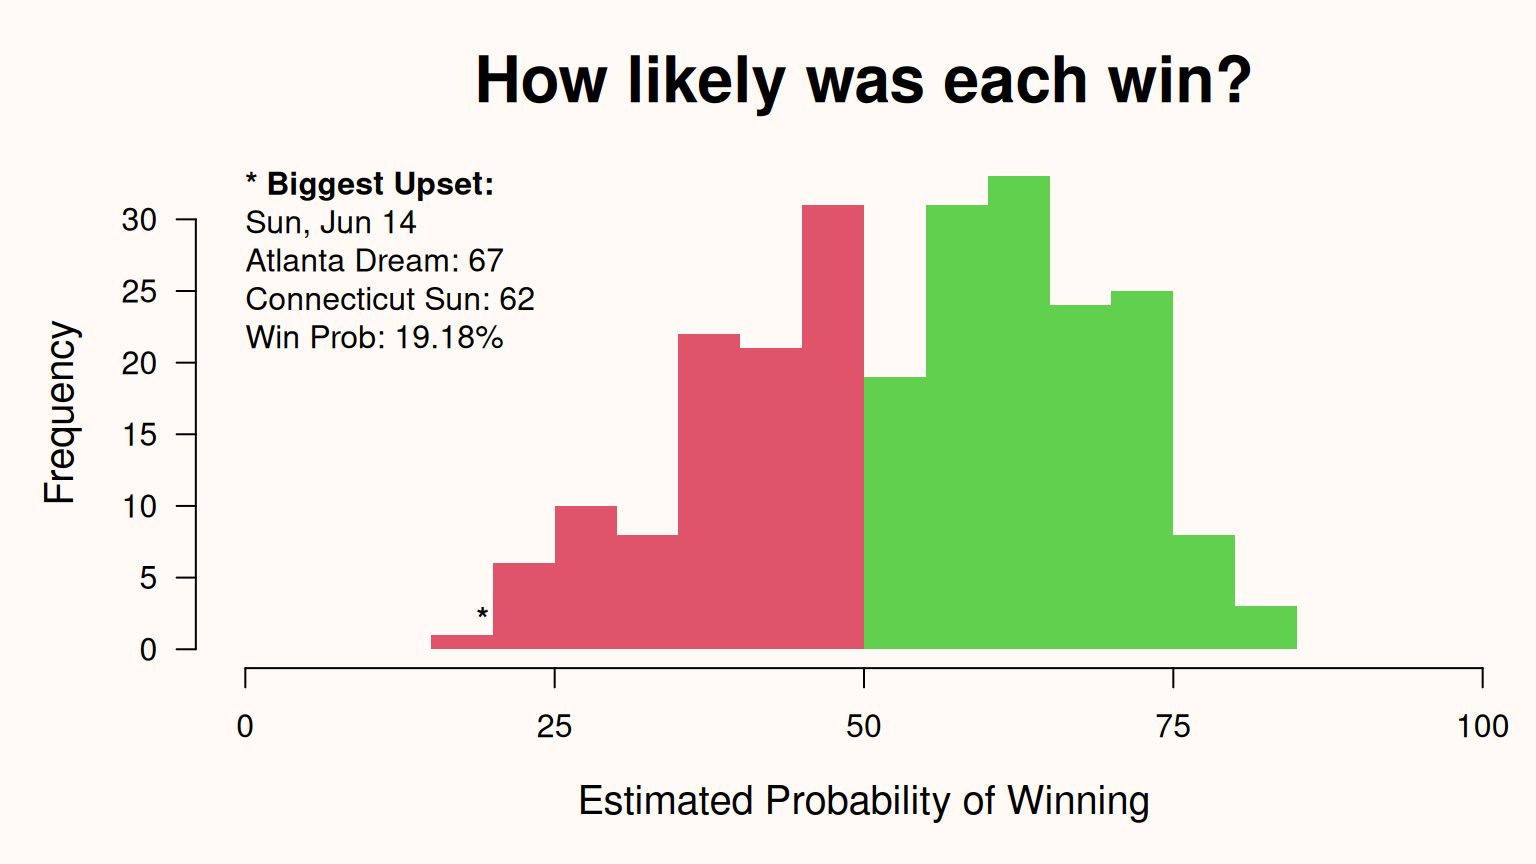 How likely was each win?
* Biggest Upset:
Sun, Jun 14
Atlanta Dream: 67
Connecticut Sun: 62
Win Prob: 19.18%
Frequency
30
25
20
15
10
5
0
*
0 25 50 75 100
Estimated Probability of Winning